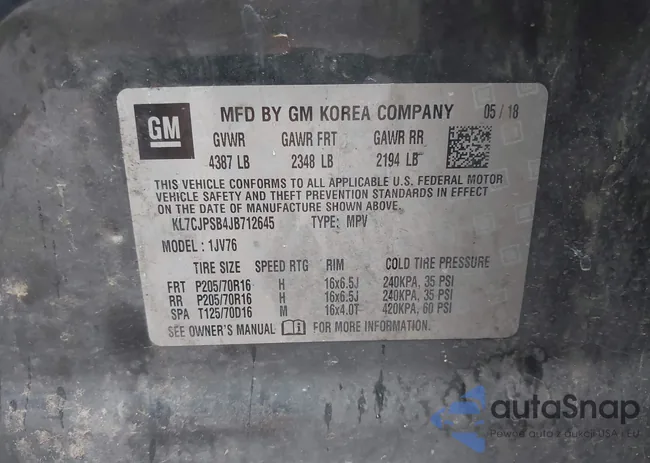 GM
MFD BY GM KOREA COMPANY 05 / 18
GVWR GAWR FRT GAWR RR
4387 LB 2348 LB 2194 LB
THIS VEHICLE CONFORMS TO ALL APPLICABLE U.S. FEDERAL MOTOR
VEHICLE SAFETY AND THEFT PREVENTION STANDARDS IN EFFECT
ON THE DATE OF MANUFACTURE SHOWN ABOVE.
KL7CJPSB4JB712645 TYPE: MPV
MODEL : 1JV76
TIRE SIZE SPEED RTG RIM COLD TIRE PRESSURE
FRT P205/70R16 H 16x6.5J 240KPA, 35 PSI
RR P205/70R16 H 16x6.5J 240KPA, 35 PSI
SPA T125/70D16 M 16x4.0T 420KPA, 60 PSI
SEE OWNER'S MANUAL FOR MORE INFORMATION.
autaSnap